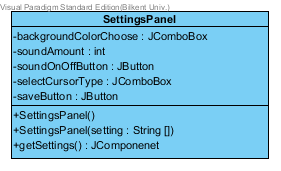 Visual Paradigm Standard Edition(Bilkent Univ.)
SettingsPanel
-backgroundColorChoose : JComboBox
-soundAmount : int
-soundOnOffButton : JButton
-selectCursorType : JComboBox
-saveButton : JButton
+SettingsPanel()
+SettingsPanel(setting : String [])
+getSettings() : JComponenet